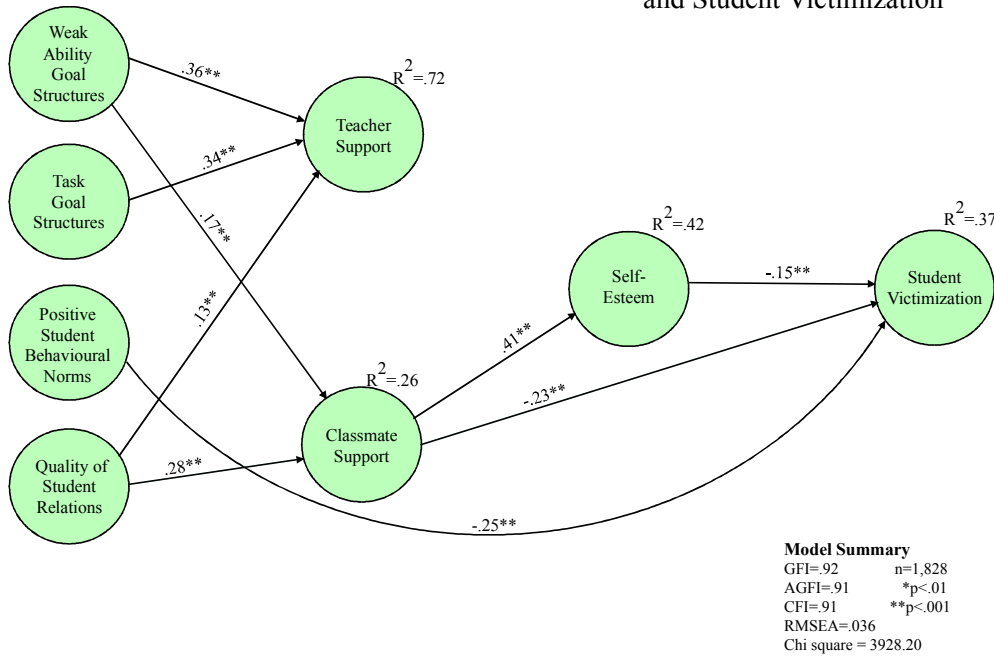 and Student Victimization
Weak
Ability
Goal
Structures
.36**
R2=.72
Teacher
Support
Task
Goal
Structures
.34**
.17**
R2=.42
R2=.37
Self-
Esteem
-.15**
Student
Victimization
Positive
Student
Behavioural
Norms
.13**
.41**
R2=.26
-.23**
Classmate
Support
Quality of
Student
Relations
.28**
-.25**
Model Summary
GFI=.92 n=1,828
AGFI=.91 *p<.01
CFI=.91 **p<.001
RMSEA=.036
Chi square = 3928.20